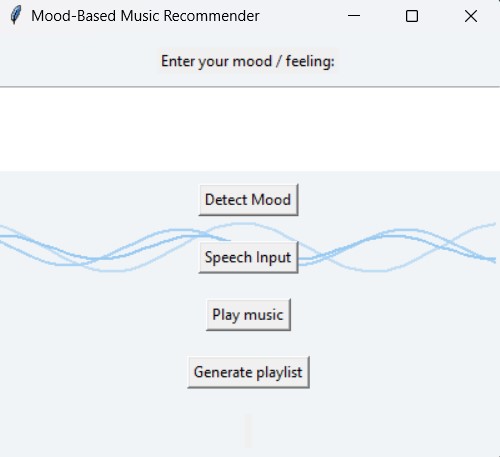 Mood-Based Music Recommender
Enter your mood / feeling:
Detect Mood
Speech Input
Play music
Generate playlist